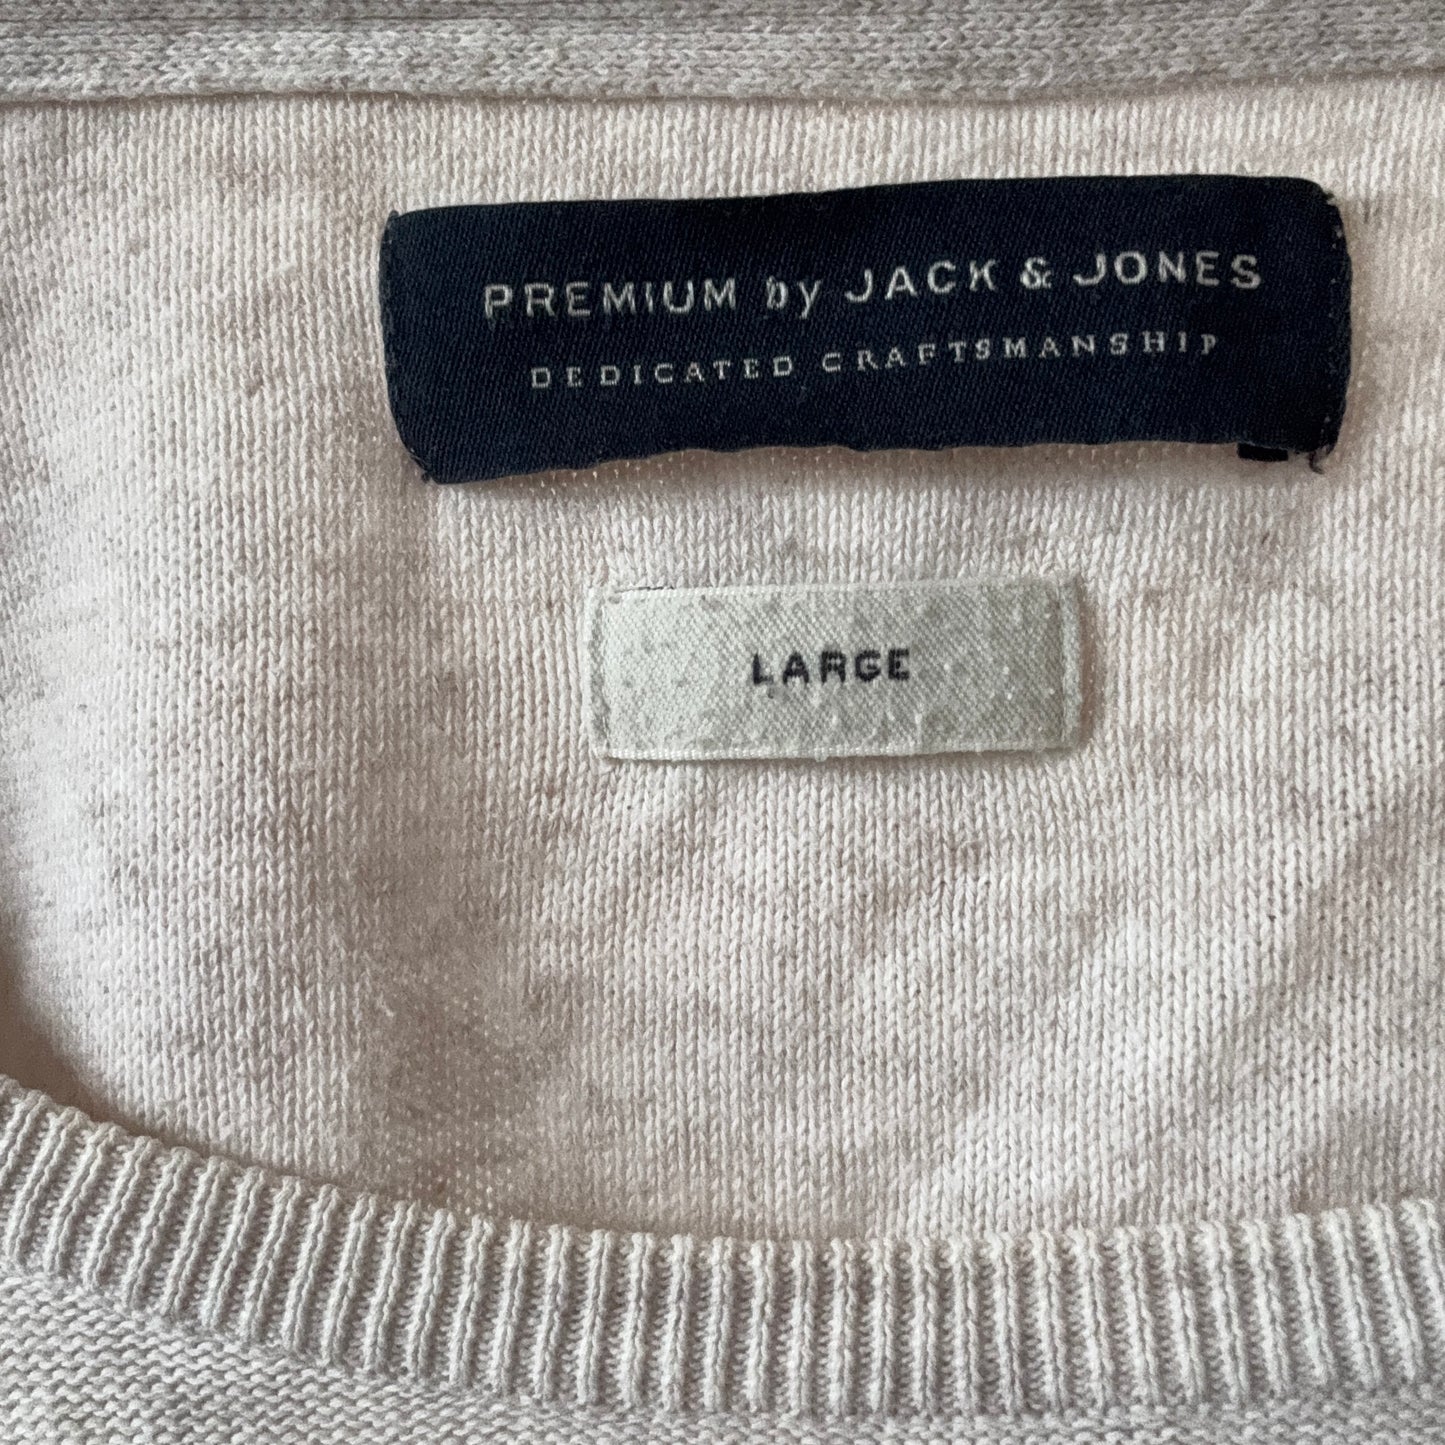 PREMIUM by JACK & JONES
DEDICATED CRAFTSMANSHIP
LARGE